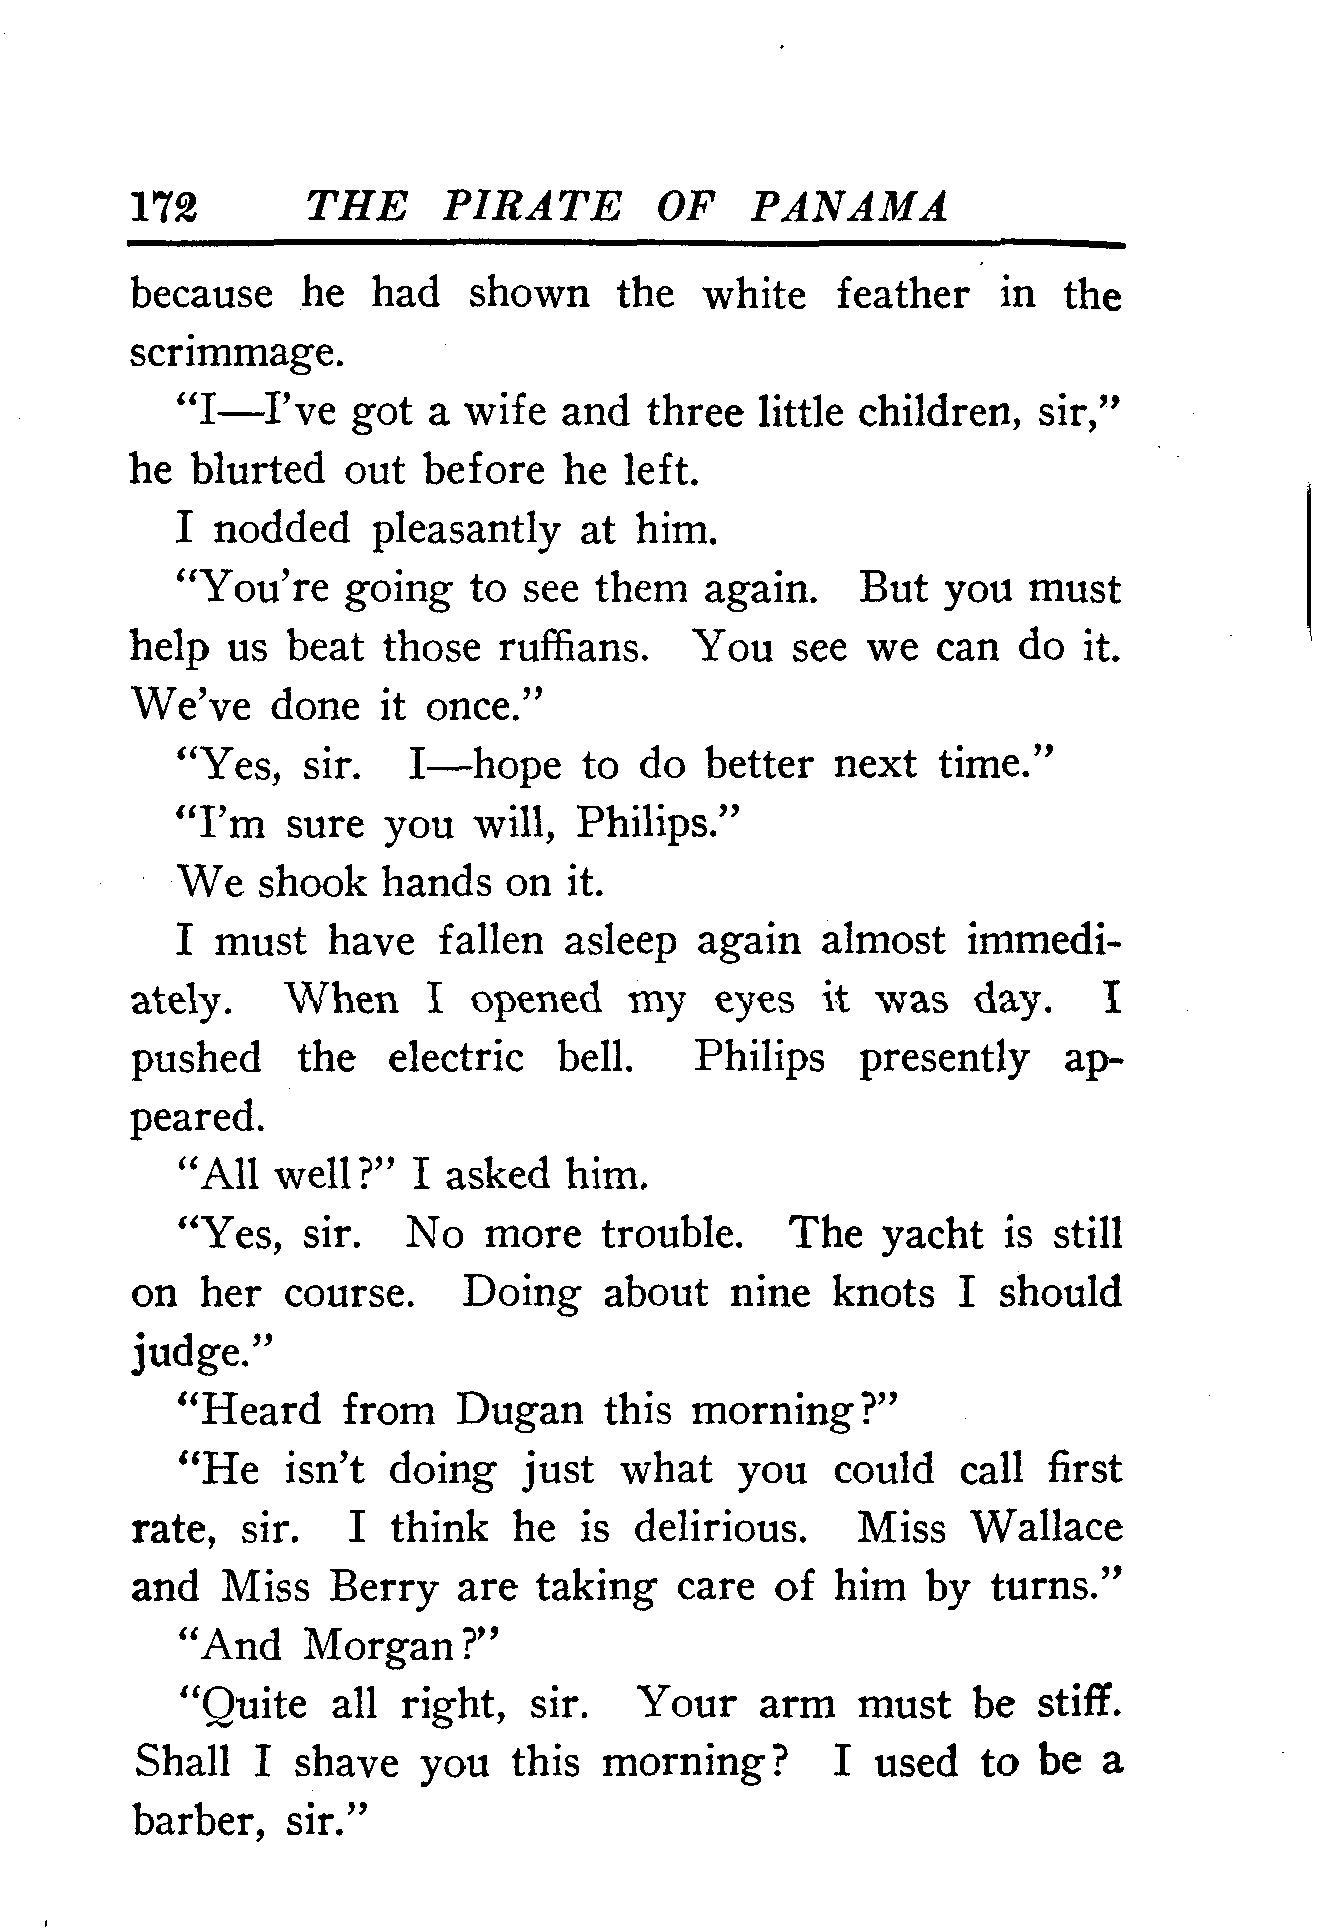 172 THE PIRATE OF PANAMA
because he had shown the white feather in the
scrimmage.
“I—I’ve got a wife and three little children, sir,”
he blurted out before he left.
I nodded pleasantly at him.
“You’re going to see them again. But you must
help us beat those ruffians. You see we can do it.
We’ve done it once.”
“Yes, sir. I—hope to do better next time.”
“I’m sure you will, Philips.”
We shook hands on it.
I must have fallen asleep again almost immedi-
ately. When I opened my eyes it was day. I
pushed the electric bell. Philips presently ap-
peared.
“All well?” I asked him.
“Yes, sir. No more trouble. The yacht is still
on her course. Doing about nine knots I should
judge.”
“Heard from Dugan this morning?”
“He isn’t doing just what you could call first
rate, sir. I think he is delirious. Miss Wallace
and Miss Berry are taking care of him by turns.”
“And Morgan?”
“Quite all right, sir. Your arm must be stiff.
Shall I shave you this morning? I used to be a
barber, sir.”